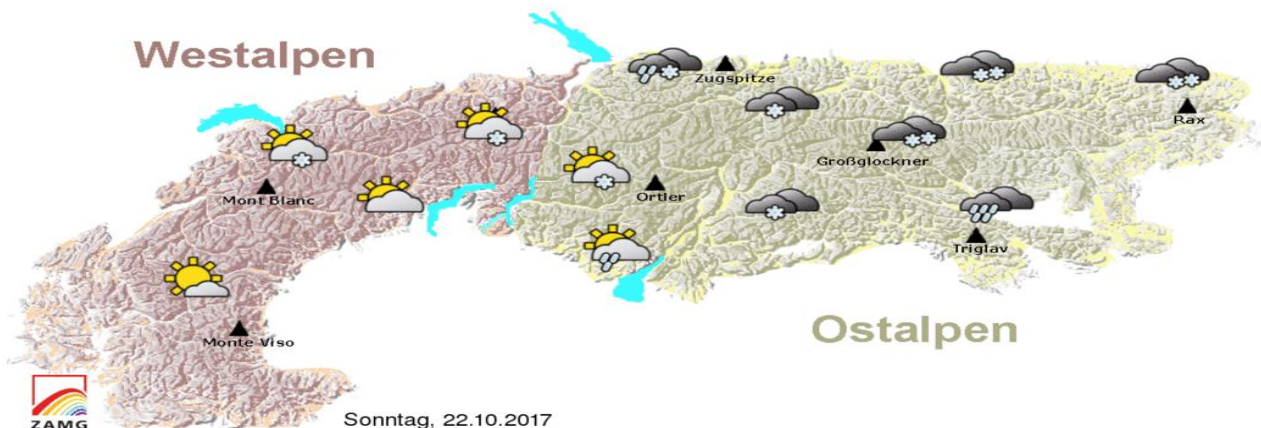 Westalpen
Zugspitze
Rax
Großglockner
Mont Blanc
Ortler
Triglav
Monte Viso
Ostalpen
ZAMG
Sonntag, 22.10.2017